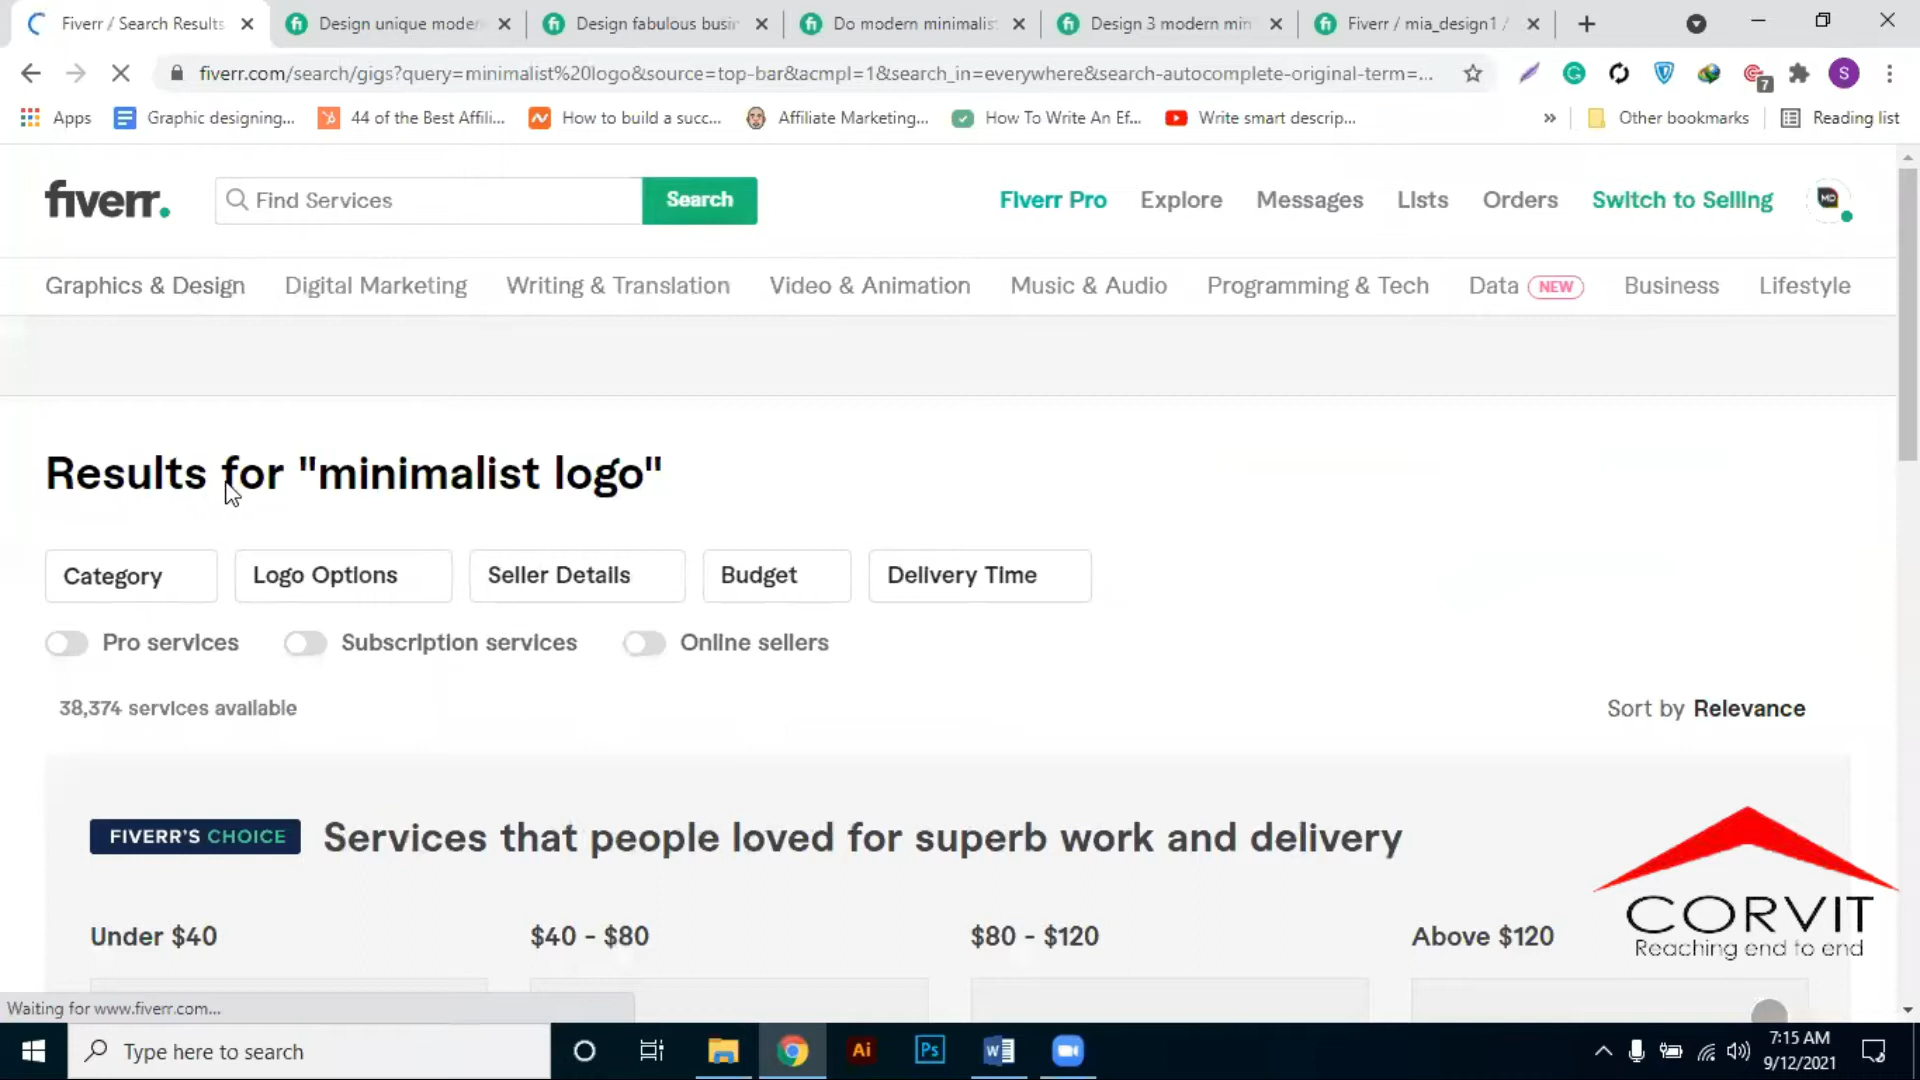 Fiverr / Search Results
Design unique moder
Design fabulous busin
Do modern minimalis
Design 3 modern min
Fiverr / mia_design1 /
fiverr.com/search/gigs?query=minimalist%20logo&source=top-bar&acmpl=1&search_in=everywhere&search-autocomplete-original-term=...
7
S
Apps
Graphic designing...
44 of the Best Affili...
How to build a succ...
Affiliate Marketing...
How To Write An Ef...
Write smart descrip...
»
Other bookmarks
Reading list
fiverr.
Find Services
Search
Fiverr Pro
Explore
Messages
Lists
Orders
Switch to Selling
MD
Graphics & Design
Digital Marketing
Writing & Translation
Video & Animation
Music & Audio
Programming & Tech
Data NEW
Business
Lifestyle
Results for "minimalist logo"
Category
Logo Options
Seller Details
Budget
Delivery Time
Pro services
Subscription services
Online sellers
38,374 services available
Sort by Relevance
FIVERR'S CHOICE
Services that people loved for superb work and delivery
Under $40
$40 - $80
$80 - $120
Above $120
CORVIT
Reaching end to end
Waiting for www.fiverr.com...
Type here to search
Ai
Ps
W
7:15 AM
9/12/2021